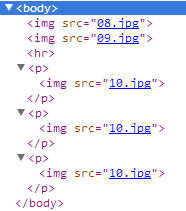 ▼<body>
<img src="08.jpg">
<img src="09.jpg">
<hr>
▼<p>
<img src="10.jpg">
</p>
▼<p>
<img src="10.jpg">
</p>
▼<p>
<img src="10.jpg">
</p>
</body>